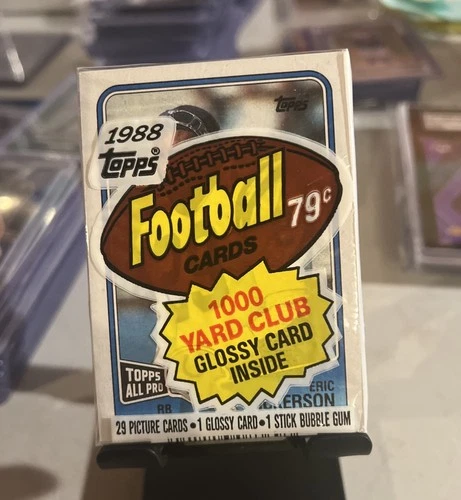 Topps
1988
Topps®
Football
79¢
CARDS
1000
YARD CLUB
GLOSSY CARD
INSIDE
TOPPS
ALL PRO
RB
ERIC
KERSON
29 PICTURE CARDS • 1 GLOSSY CARD • 1 STICK BUBBLE GUM